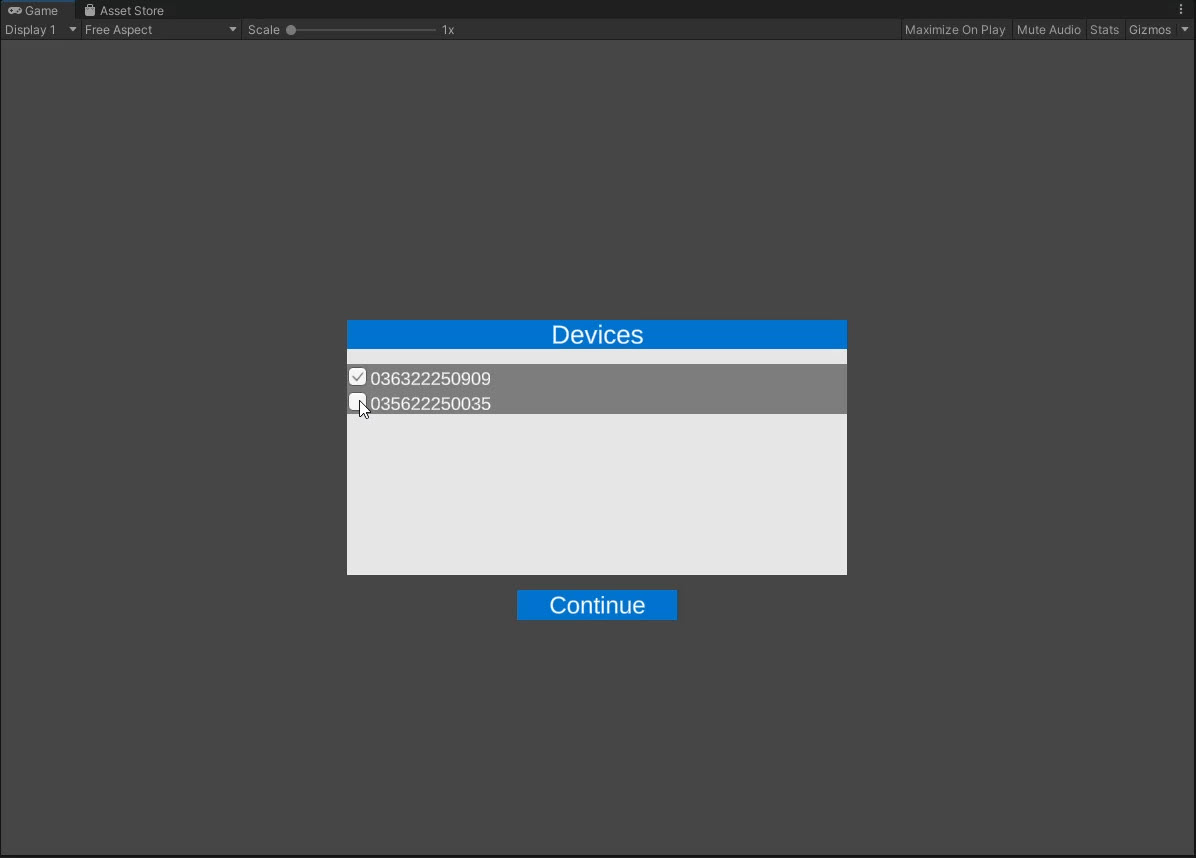 Game Asset Store
Display 1 Free Aspect Scale 1x Maximize On Play Mute Audio Stats Gizmos
Devices
036322250909
035622250035
Continue